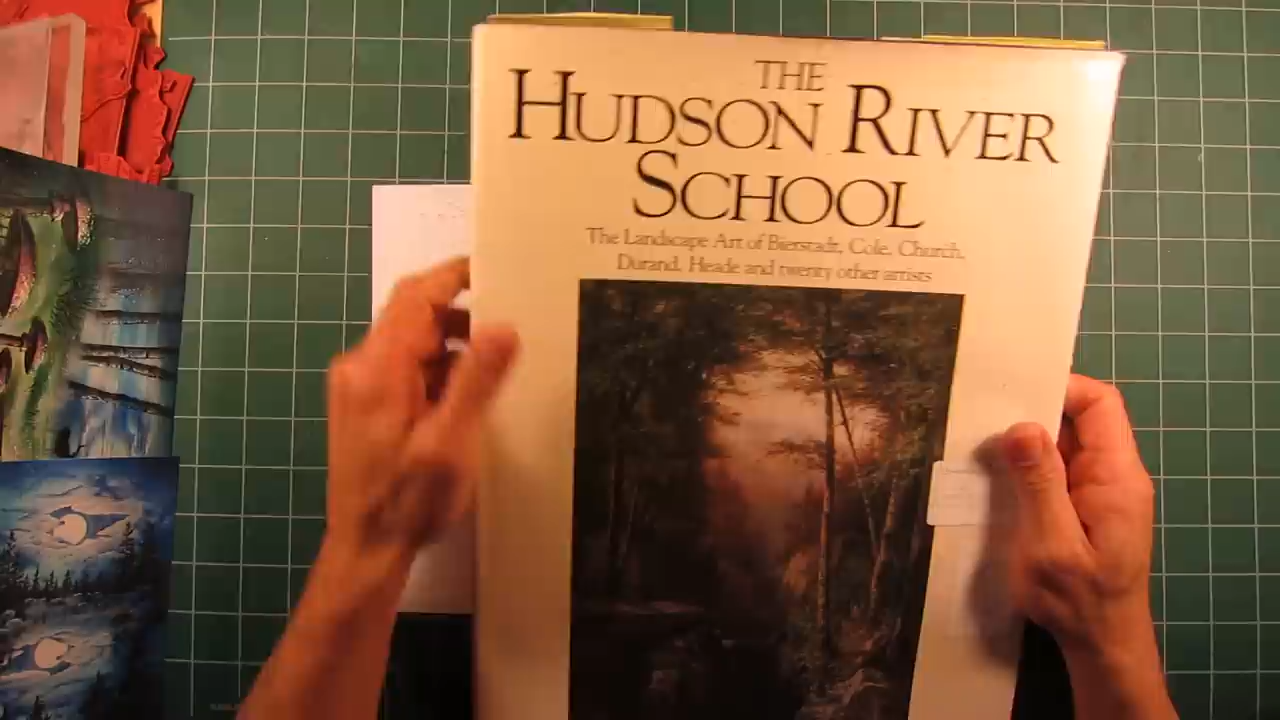 THE
HUDSON RIVER
SCHOOL
The Landscape Art of Bierstadt, Cole, Church,
Durand, Heade and twenty other artists